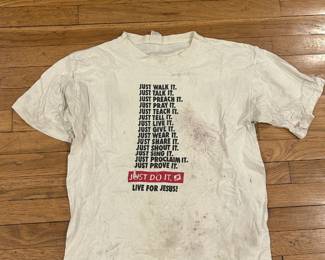 JUST WALK IT.
JUST TALK IT.
JUST PREACH IT.
JUST PRAY IT.
JUST TEACH IT.
JUST TELL IT.
JUST LIVE IT.
JUST GIVE IT.
JUST WEAR IT.
JUST SHARE IT.
JUST SHOUT IT.
JUST SING IT.
JUST PROCLAIM IT.
JUST PROVE IT.
JUST DO IT.
LIVE FOR JESUS!